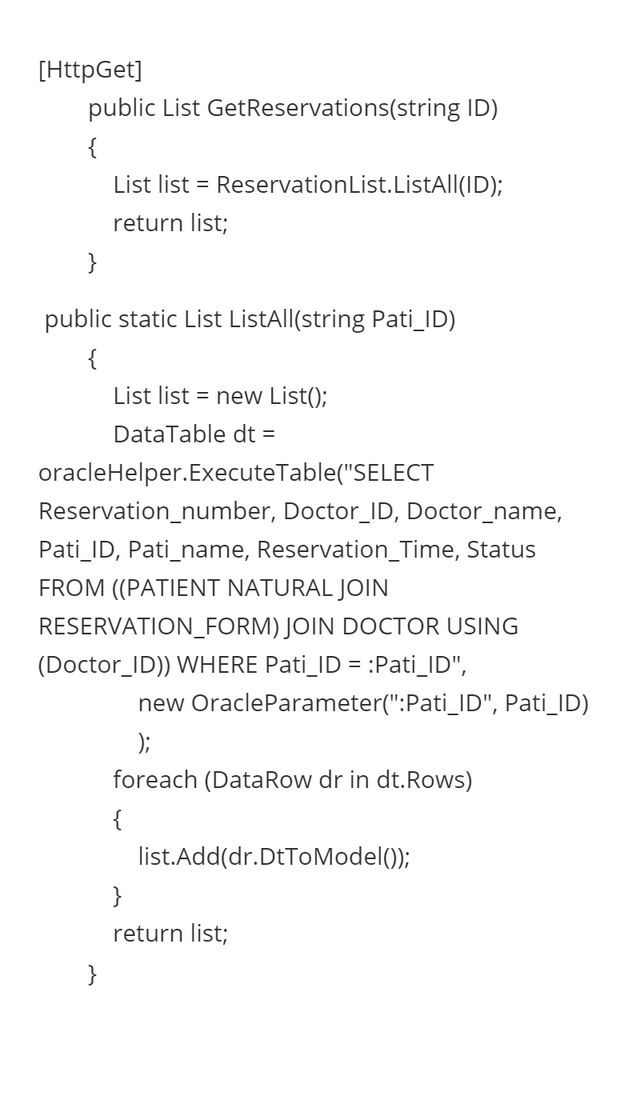 [HttpGet]
public List GetReservations(string ID)
{
List list = ReservationList.ListAll(ID);
return list;
}
public static List ListAll(string Pati_ID)
{
List list = new List();
DataTable dt =
oracleHelper.ExecuteTable("SELECT
Reservation_number, Doctor_ID, Doctor_name,
Pati_ID, Pati_name, Reservation_Time, Status
FROM ((PATIENT NATURAL JOIN
RESERVATION_FORM) JOIN DOCTOR USING
(Doctor_ID)) WHERE Pati_ID = :Pati_ID",
new OracleParameter(":Pati_ID", Pati_ID)
);
foreach (DataRow dr in dt.Rows)
{
list.Add(dr.DtToModel());
}
return list;
}